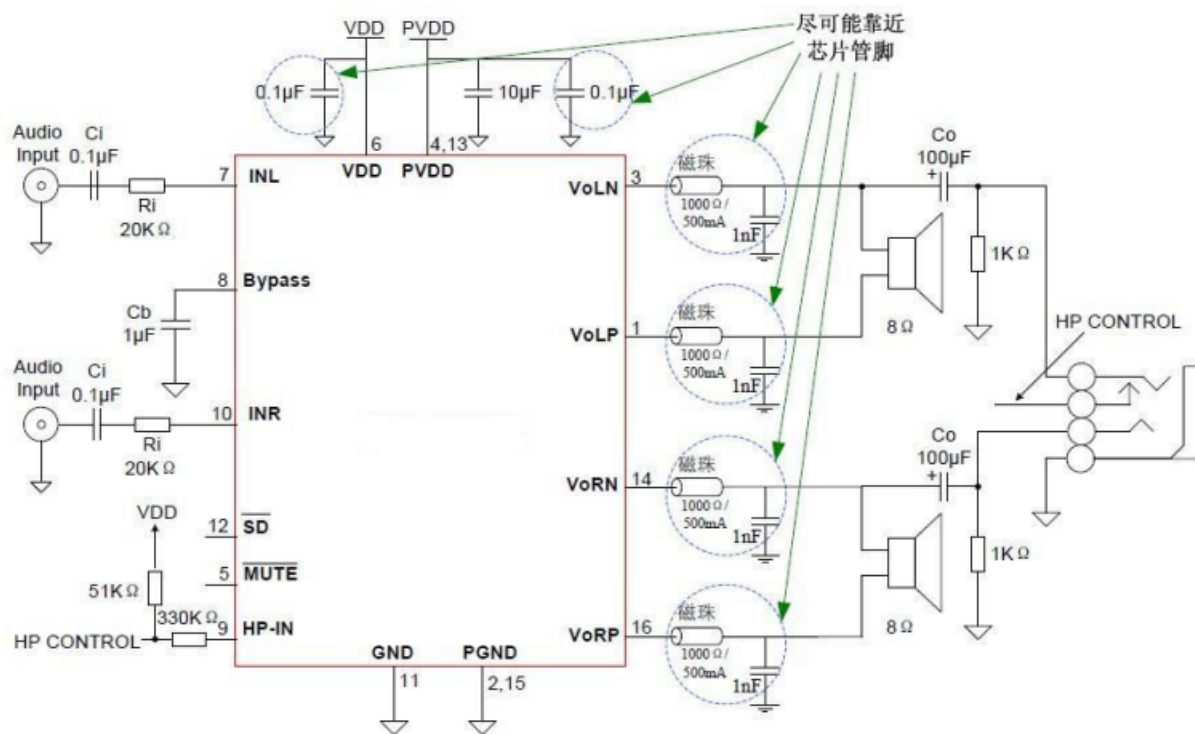 尽可能靠近
芯片管脚
VDD
PVDD
0.1μF
10μF
0.1μF
6
4,13
VDD
PVDD
Audio
Input
Ci
0.1μF
Ri
20KΩ
7
INL
8
Bypass
Cb
1μF
Audio
Input
Ci
0.1μF
Ri
20KΩ
10
INR
VDD
12
SD
5
MUTE
51KΩ
330KΩ
9
HP-IN
HP CONTROL
GND
11
PGND
2,15
VoLN
3
磁珠
1000Ω/
500mA
1nF
VoLP
1
磁珠
1000Ω/
500mA
1nF
VoRN
14
磁珠
1000Ω/
500mA
1nF
VoRP
16
磁珠
1000Ω/
500mA
1nF
Co
100μF
+
1KΩ
8Ω
HP CONTROL
Co
100μF
+
1KΩ
8Ω